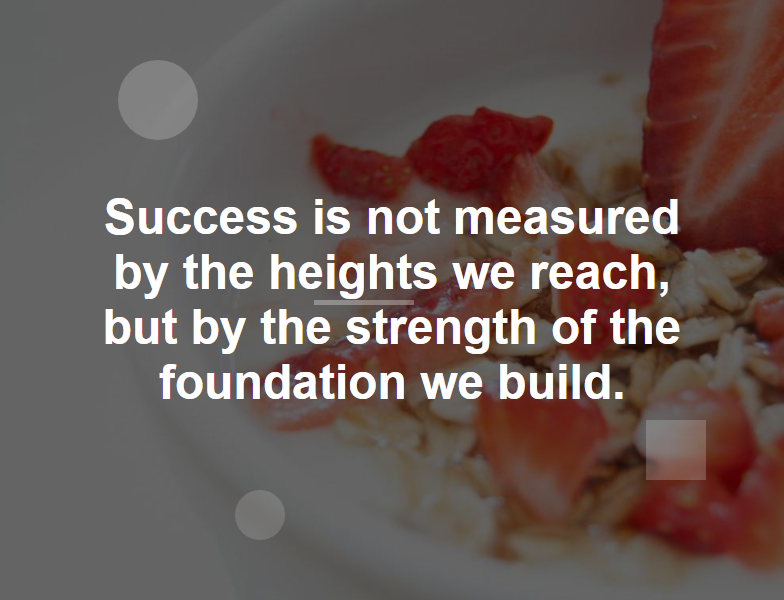 Success is not measured
by the heights we reach,
but by the strength of the
foundation we build.